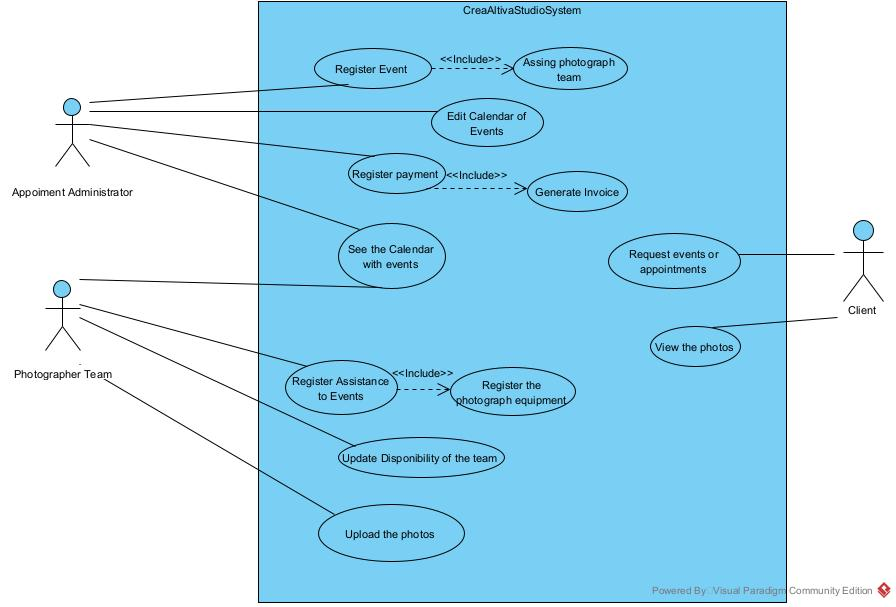 CreaAltivaStudioSystem
Register Event
<<Include>>
Assing photograph
team
Edit Calendar of
Events
Appoiment Administrator
Register payment
<<Include>>
Generate Invoice
See the Calendar
with events
Request events or
appointments
Client
View the photos
Photographer Team
Register Assistance
to Events
<<Include>>
Register the
photograph equipment
Update Disponibility of the team
Upload the photos
Powered By Visual Paradigm Community Edition